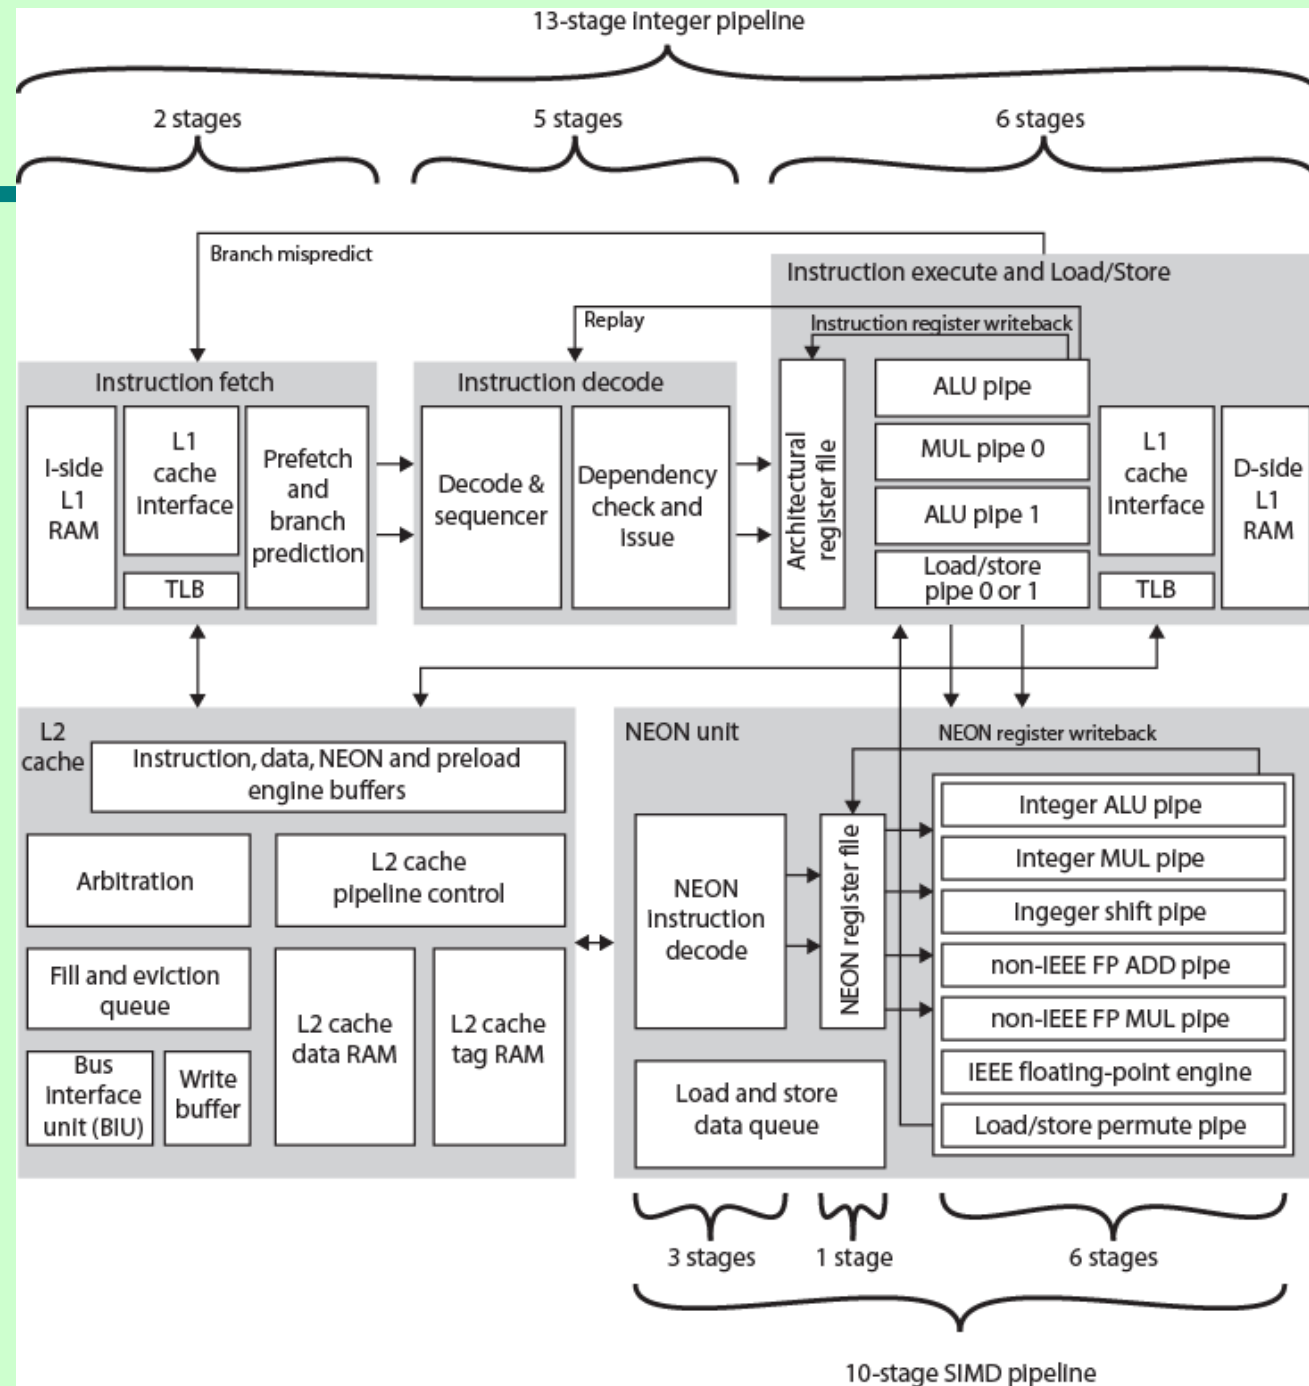 13-stage integer pipeline
2 stages
5 stages
6 stages
Branch mispredict
Instruction execute and Load/Store
Replay
Instruction register writeback
Instruction fetch
I-side
L1
RAM
L1
cache
interface
TLB
Prefetch
and
branch
prediction
Instruction decode
Decode &
sequencer
Dependency
check and
issue
Architectural
register file
ALU pipe
MUL pipe 0
ALU pipe 1
Load/store
pipe 0 or 1
L1
cache
interface
TLB
D-side
L1
RAM
L2
cache
Instruction, data, NEON and preload
engine buffers
Arbitration
L2 cache
pipeline control
Fill and eviction
queue
L2 cache
data RAM
L2 cache
tag RAM
Bus
interface
unit (BIU)
Write
buffer
NEON unit
NEON register writeback
NEON
instruction
decode
NEON register file
Integer ALU pipe
Integer MUL pipe
Ingeger shift pipe
non-IEEE FP ADD pipe
non-IEEE FP MUL pipe
IEEE floating-point engine
Load/store permute pipe
Load and store
data queue
3 stages
1 stage
6 stages
10-stage SIMD pipeline